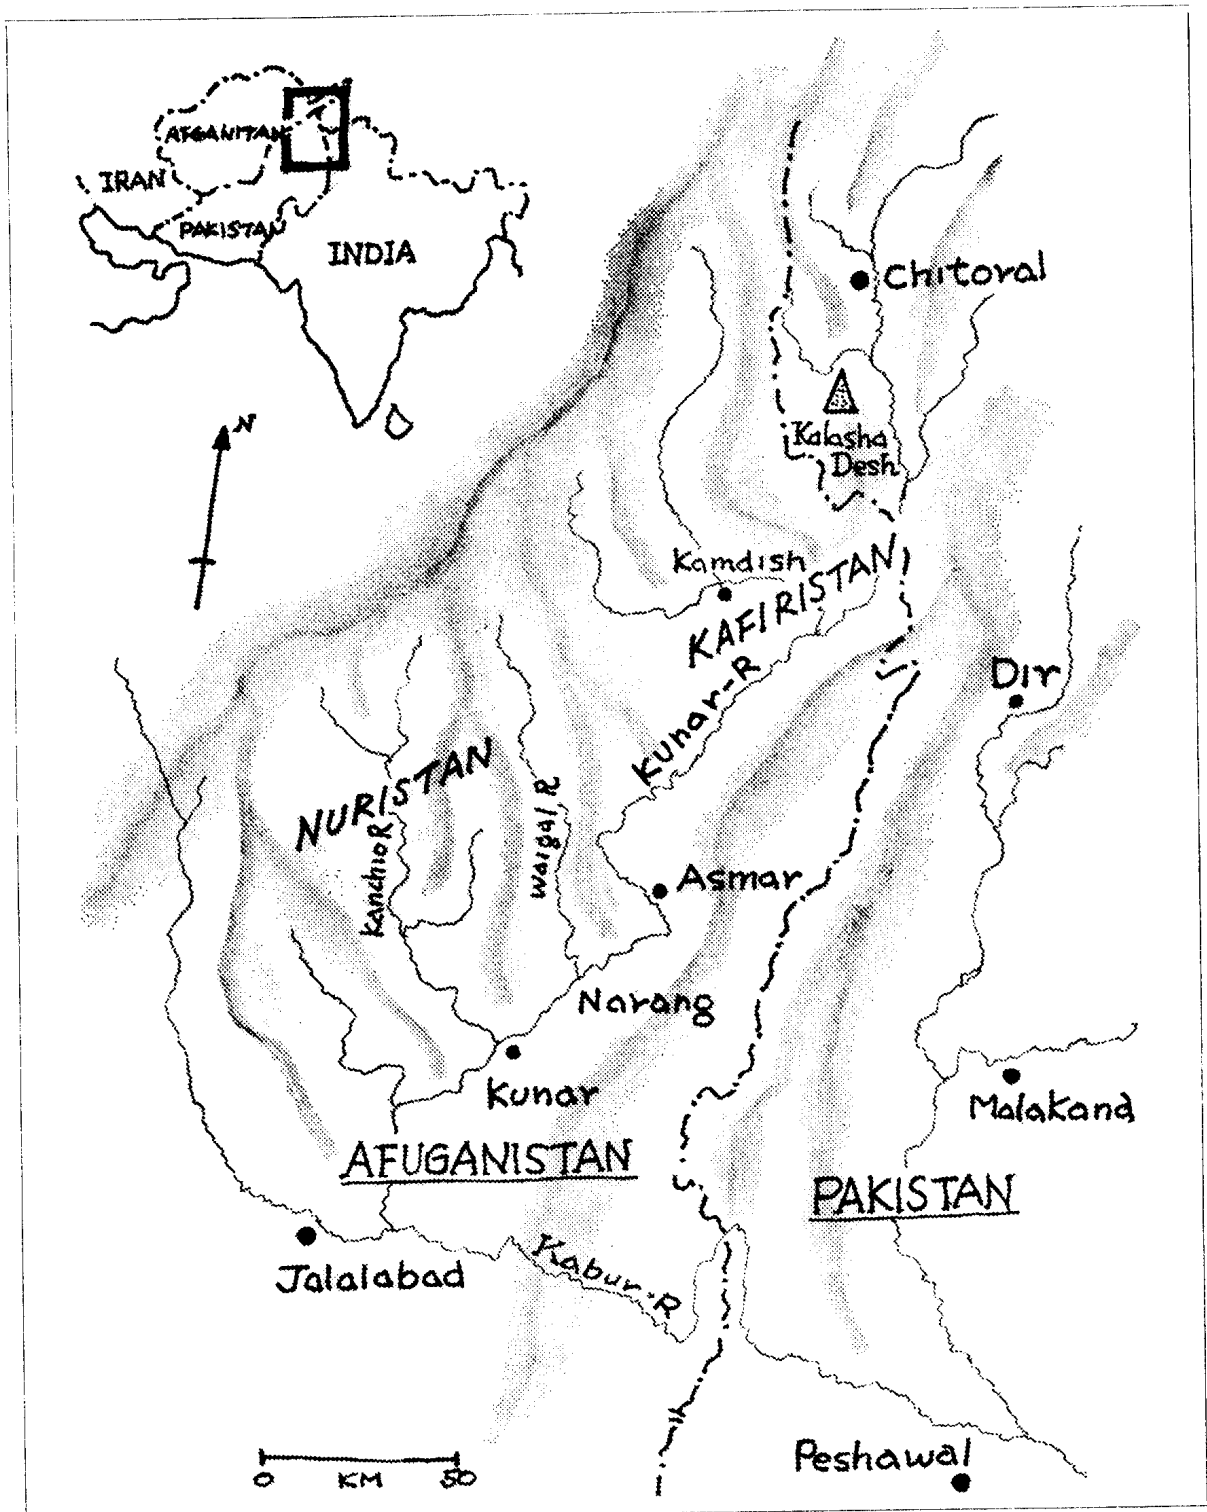 AFGANITAN
IRAN
PAKISTAN
INDIA
N
Chitoral
Kalasha
Desh
Kamdish
KAFIRISTAN
Kunar-R
Dir
NURISTAN
Kanchio R
Waigal R
Asmar
Narang
Kunar
Malakand
AFUGANISTAN
PAKISTAN
Jalalabad
Kabur·R
Peshawal
0 KM 50